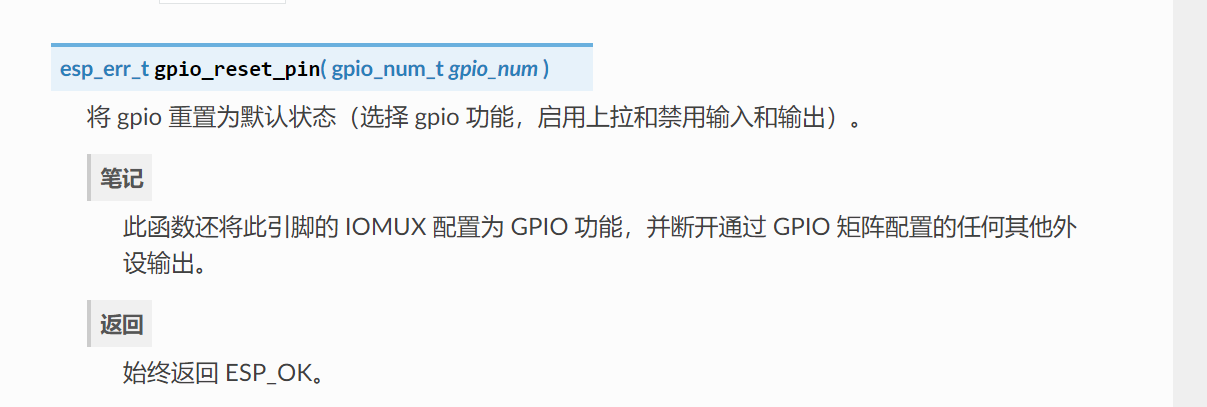 esp_err_t gpio_reset_pin( gpio_num_t gpio_num )
将 gpio 重置为默认状态（选择 gpio 功能，启用上拉和禁用输入和输出）。
笔记
此函数还将此引脚的 IOMUX 配置为 GPIO 功能，并断开通过 GPIO 矩阵配置的任何其他外
设输出。
返回
始终返回 ESP_OK。